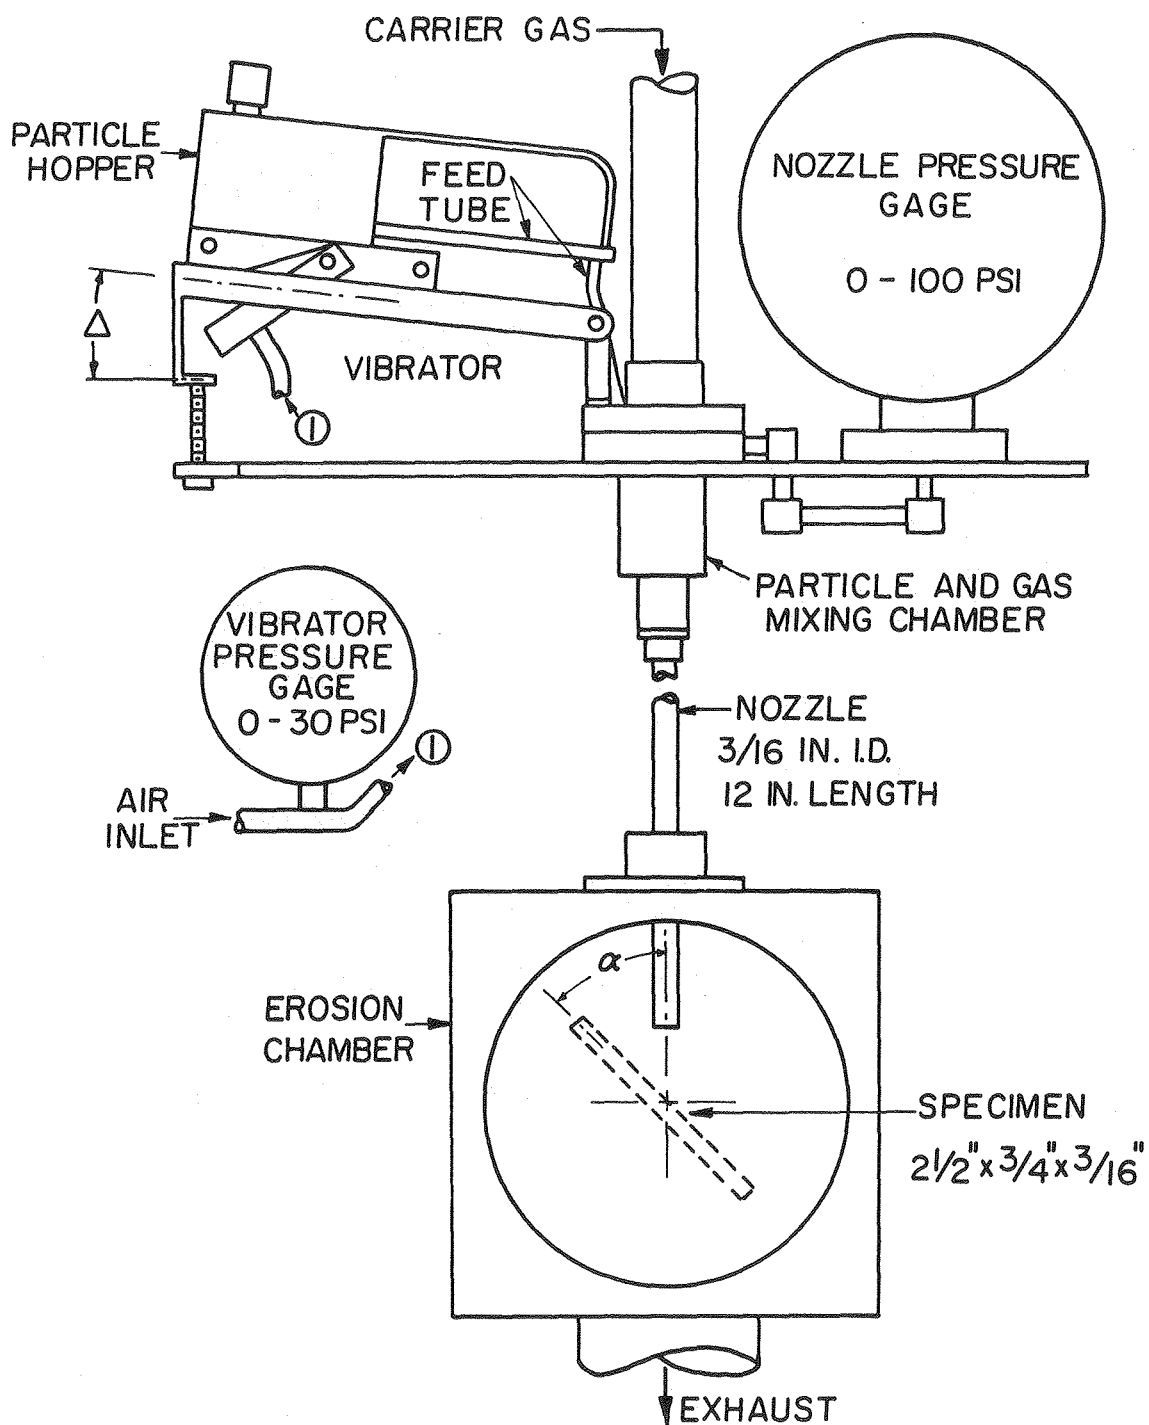 CARRIER GAS
PARTICLE
HOPPER
FEED
TUBE
NOZZLE PRESSURE
GAGE
0 - 100 PSI
Δ
VIBRATOR
1
PARTICLE AND GAS
MIXING CHAMBER
VIBRATOR
PRESSURE
GAGE
0 - 30 PSI
1
AIR
INLET
NOZZLE
3/16 IN. I.D.
12 IN. LENGTH
α
EROSION
CHAMBER
SPECIMEN
2 1/2" x 3/4" x 3/16"
EXHAUST